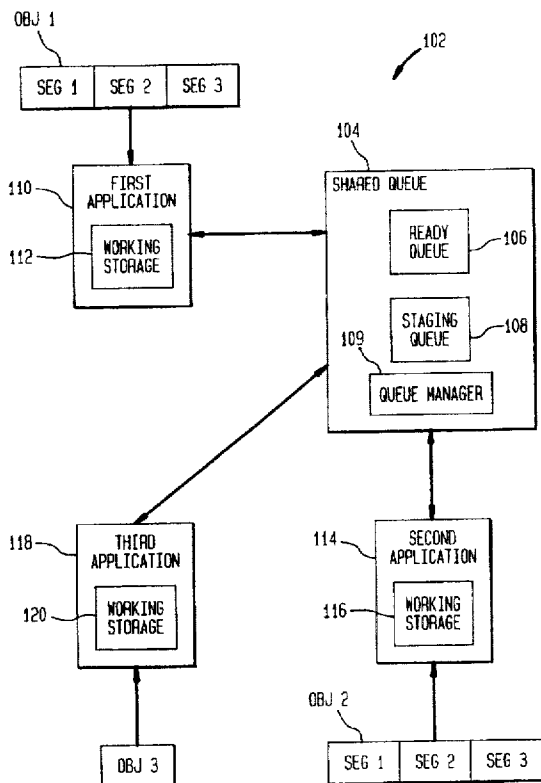 OBJ 1
102
SEG 1 SEG 2 SEG 3
104
110
FIRST
APPLICATION
112
WORKING
STORAGE
SHARED QUEUE
READY
QUEUE
106
STAGING
QUEUE
108
109
QUEUE MANAGER
118
THIRD
APPLICATION
120
WORKING
STORAGE
114
SECOND
APPLICATION
116
WORKING
STORAGE
OBJ 3
OBJ 2
SEG 1 SEG 2 SEG 3